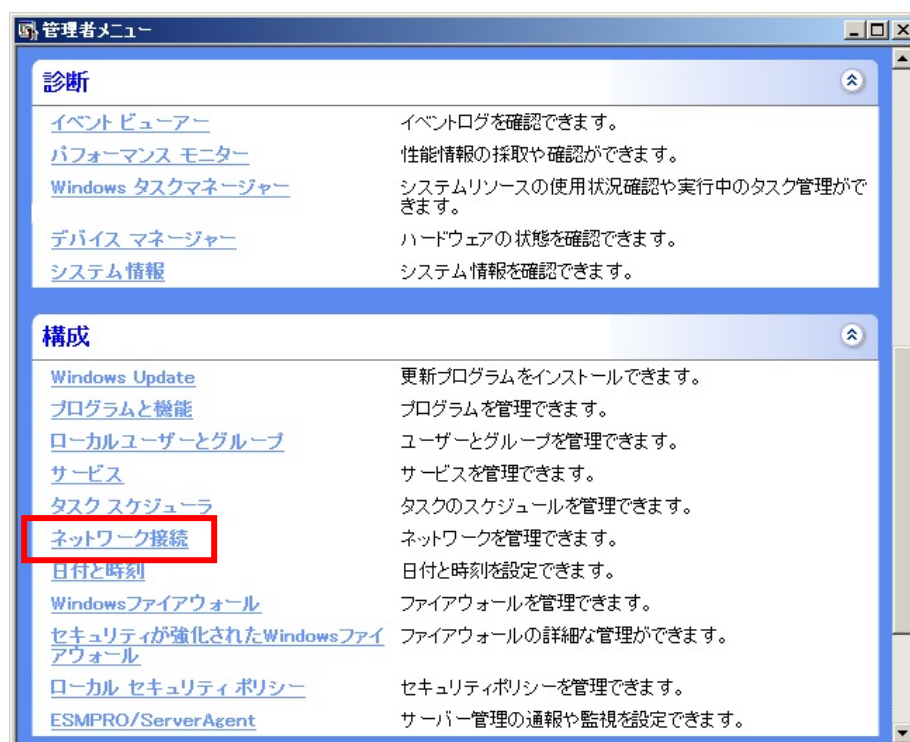 管理者メニュー
診断
イベント ビューアー
イベントログを確認できます。
パフォーマンス モニター
性能情報の採取や確認ができます。
Windows タスクマネージャー
システムリソースの使用状況確認や実行中のタスク管理がで
きます。
デバイス マネージャー
ハードウェアの状態を確認できます。
システム情報
システム情報を確認できます。
構成
Windows Update
更新プログラムをインストールできます。
プログラムと機能
プログラムを管理できます。
ローカルユーザーとグループ
ユーザーとグループを管理できます。
サービス
サービスを管理できます。
タスク スケジューラ
タスクのスケジュールを管理できます。
ネットワーク接続
ネットワークを管理できます。
日付と時刻
日付と時刻を設定できます。
Windowsファイアウォール
ファイアウォールを管理できます。
セキュリティが強化されたWindowsファイ
アウォール
ファイアウォールの詳細な管理ができます。
ローカル セキュリティ ポリシー
セキュリティポリシーを管理できます。
ESMPRO/ServerAgent
サーバー管理の通報や監視を設定できます。